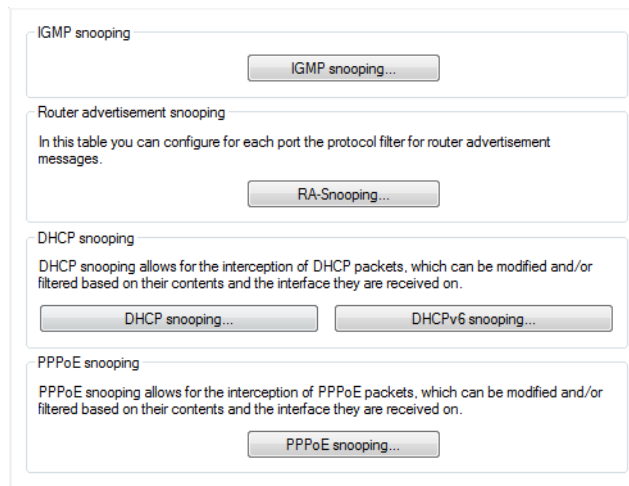 IGMP snooping
IGMP snooping...
Router advertisement snooping
In this table you can configure for each port the protocol filter for router advertisement
messages.
RA-Snooping...
DHCP snooping
DHCP snooping allows for the interception of DHCP packets, which can be modified and/or
filtered based on their contents and the interface they are received on.
DHCP snooping... DHCPv6 snooping...
PPPoE snooping
PPPoE snooping allows for the interception of PPPoE packets, which can be modified and/or
filtered based on their contents and the interface they are received on.
PPPoE snooping...